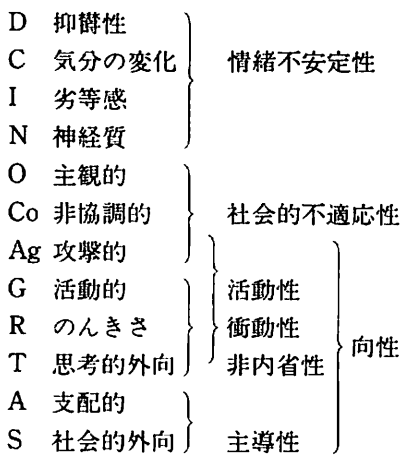 D 抑欝性
C 気分の変化 情緒不安定性
I 劣等感
N 神経質
O 主観的
Co 非協調的 社会的不適応性
Ag 攻撃的
G 活動的 活動性
R のんきさ 衝動性
向性
T 思考的外向 非内省性
A 支配的
S 社会的外向 主導性